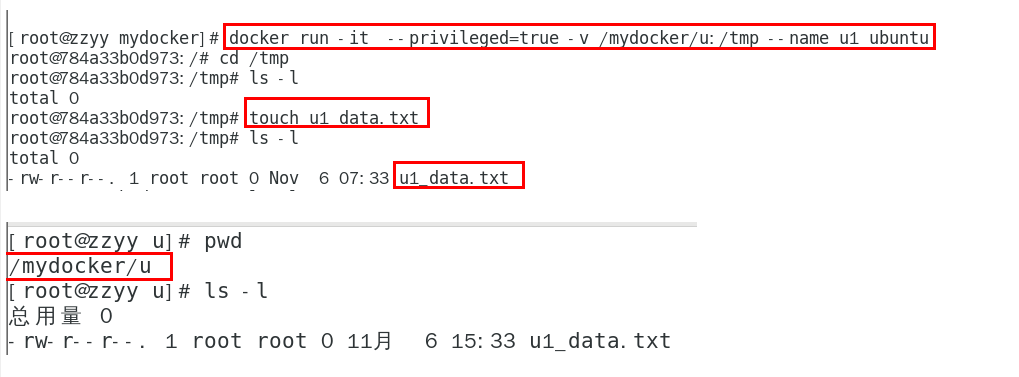 [root@zzyy mydocker]# docker run -it  --privileged=true -v /mydocker/u:/tmp --name u1 ubuntu
root@784a33b0d973:/# cd /tmp
root@784a33b0d973:/tmp# ls -l
total 0
root@784a33b0d973:/tmp# touch u1_data.txt
root@784a33b0d973:/tmp# ls -l
total 0
-rw-r--r--. 1 root root 0 Nov  6 07:33 u1_data.txt
[root@zzyy u]# pwd
/mydocker/u
[root@zzyy u]# ls -l
总用量 0
-rw-r--r--. 1 root root 0 11月  6 15:33 u1_data.txt